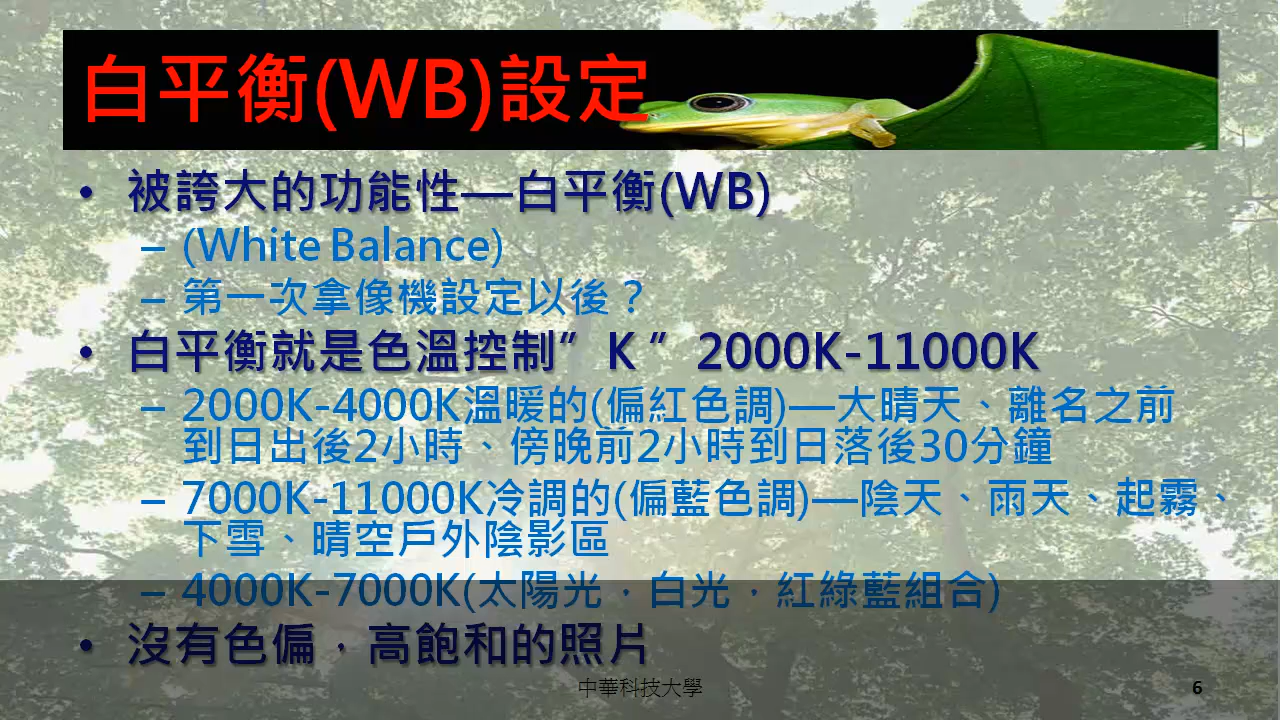 白平衡(WB)設定
• 被誇大的功能性—白平衡(WB)
– (White Balance)
– 第一次拿像機設定以後？
• 白平衡就是色溫控制”K ”2000K-11000K
– 2000K-4000K溫暖的(偏紅色調)—大晴天、離名之前
到日出後2小時、傍晚前2小時到日落後30分鐘
– 7000K-11000K冷調的(偏藍色調)—陰天、雨天、起霧、
下雪、晴空戶外陰影區
– 4000K-7000K(太陽光，白光，紅綠藍組合)
• 沒有色偏，高飽和的照片
中華科技大學
6